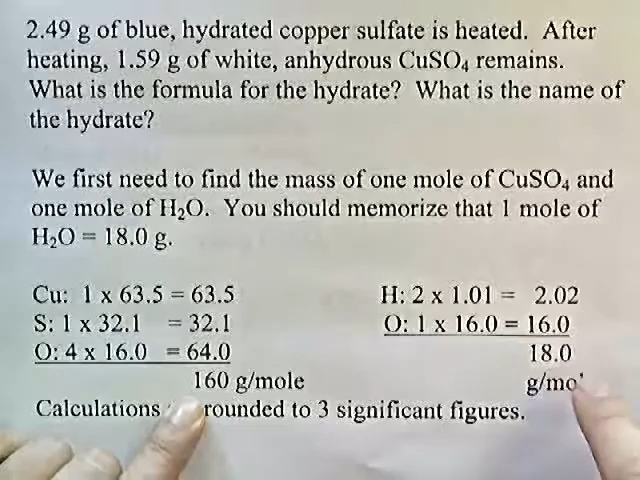 2.49 g of blue, hydrated copper sulfate is heated. After
heating, 1.59 g of white, anhydrous CuSO₄ remains.
What is the formula for the hydrate? What is the name of
the hydrate?
We first need to find the mass of one mole of CuSO₄ and
one mole of H₂O. You should memorize that 1 mole of
H₂O = 18.0 g.
Cu: 1 x 63.5 = 63.5
S: 1 x 32.1 = 32.1
O: 4 x 16.0 = 64.0
160 g/mole
H: 2 x 1.01 = 2.02
O: 1 x 16.0 = 16.0
18.0
Calculations rounded to 3 significant figures.